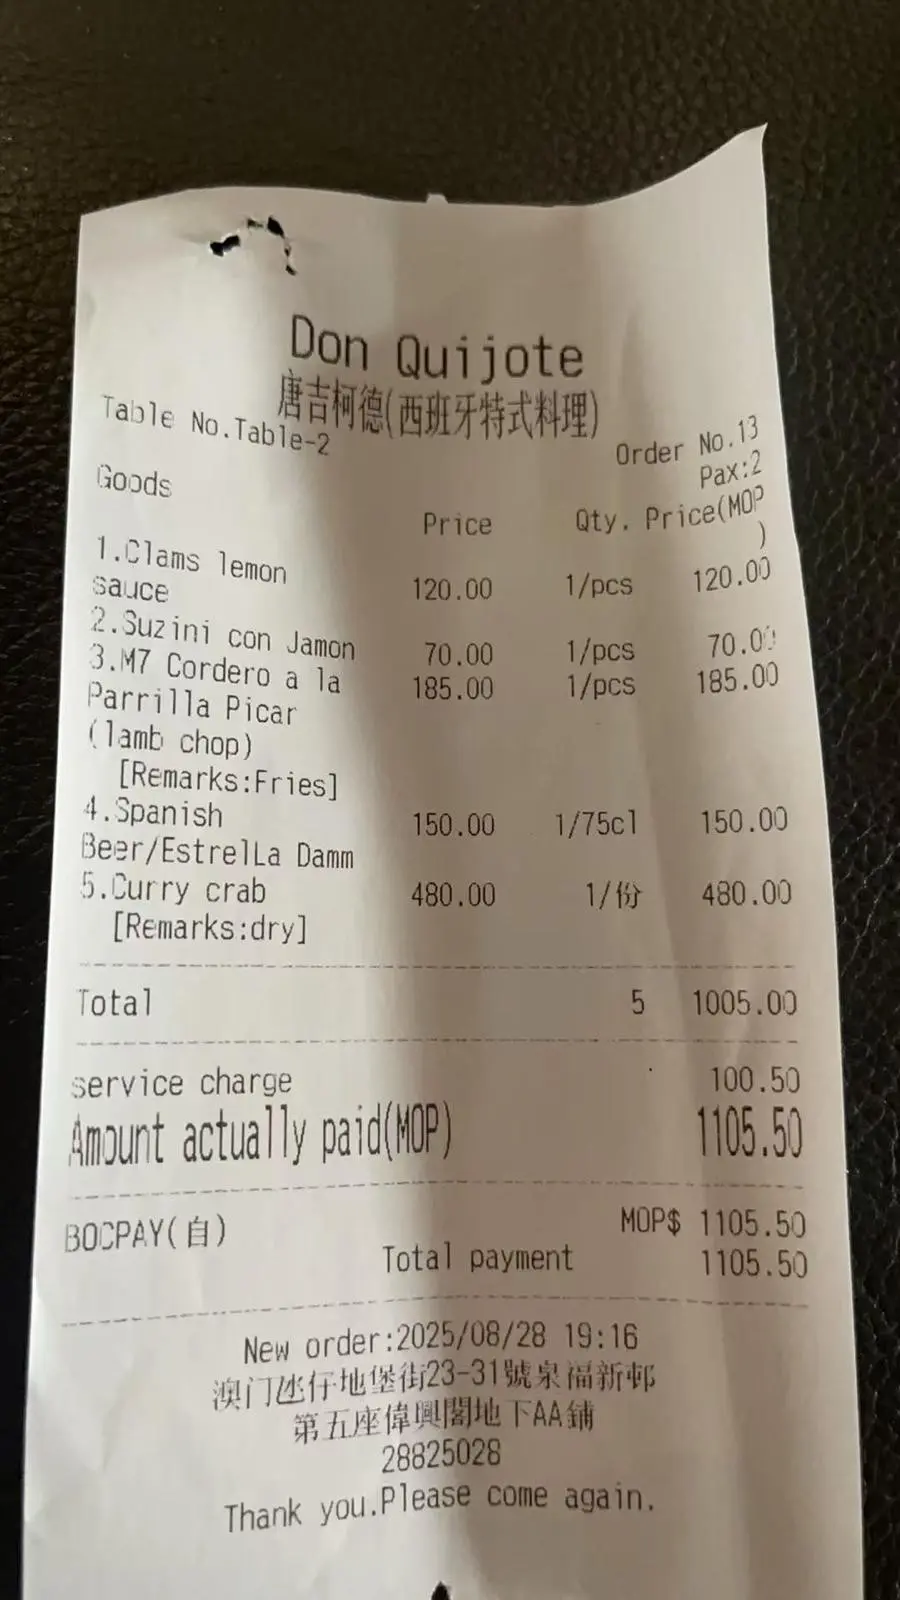 Don Quijote
唐吉柯德(西班牙特式料理)
Table No.Table-2
Order No.13
Pax:2
Goods Price Qty. Price(MOP
)
1.Clams lemon 120.00 1/pcs 120.00
sauce
2.Suzini con Jamon 70.00 1/pcs 70.00
3.M7 Cordero a la 185.00 1/pcs 185.00
Parrilla Picar
(lamb chop)
[Remarks:Fries]
4.Spanish 150.00 1/75cl 150.00
Beer/EstrelLa Damm
5.Curry crab 480.00 1/份 480.00
[Remarks:dry]
Total 5 1005.00
service charge 100.50
Amount actually paid(MOP) 1105.50
BOCPAY(自) MOP$ 1105.50
Total payment 1105.50
New order:2025/08/28 19:16
澳门氹仔地堡街23-31號泉福新邨
第五座偉興閣地下AA鋪
28825028
Thank you.Please come again.